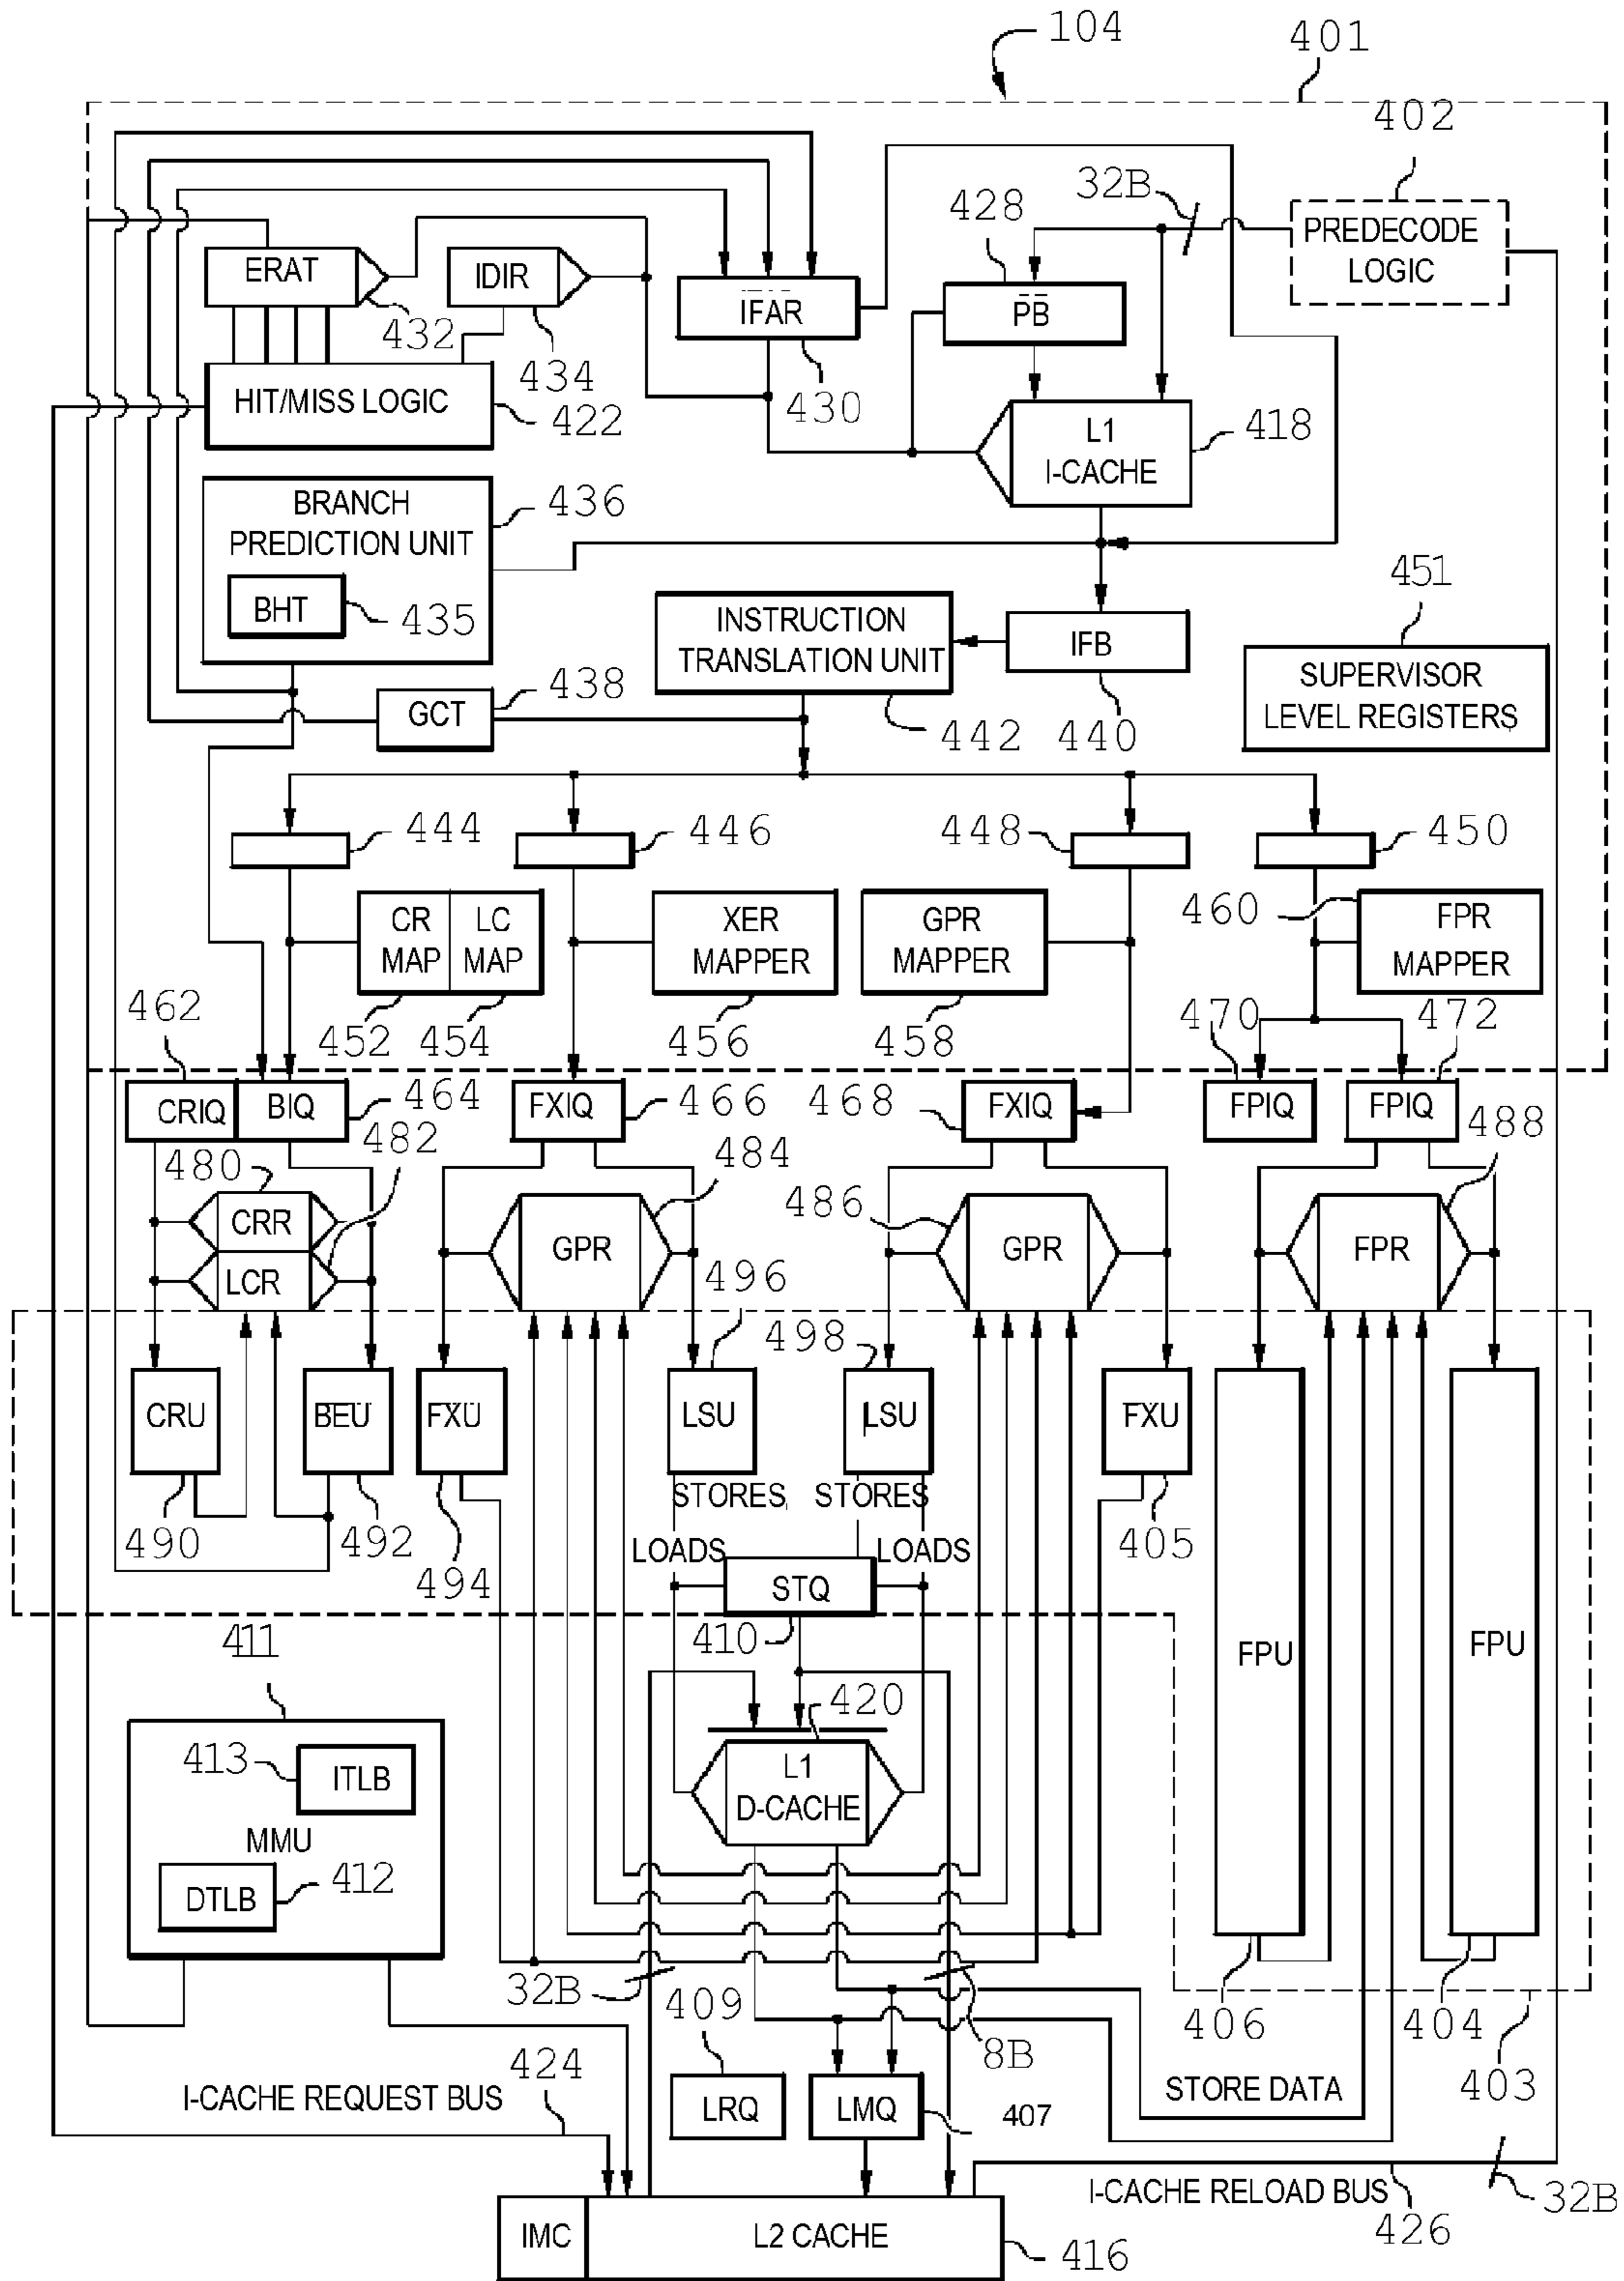 104
401
402
32B
428
PREDECODE
LOGIC
ERAT
IDIR
IFAR
PB
432
434
430
HIT/MISS LOGIC
422
L1
I-CACHE
418
BRANCH
PREDICTION UNIT
436
BHT
435
INSTRUCTION
TRANSLATION UNIT
IFB
451
SUPERVISOR
LEVEL REGISTERS
GCT
438
442
440
444
446
448
450
CR
MAP
LC
MAP
XER
MAPPER
GPR
MAPPER
460
FPR
MAPPER
462
452
454
456
458
470
472
CRIQ
BIQ
464
FXIQ
466
468
FXIQ
FPIQ
FPIQ
480
482
484
486
488
CRR
LCR
GPR
GPR
FPR
496
498
CRU
BEU
FXU
LSU
LSU
FXU
STORES
STORES
490
492
494
LOADS
LOADS
405
STQ
410
411
FPU
FPU
420
413
ITLB
L1
D-CACHE
MMU
DTLB
412
32B
409
8B
406
404
403
424
I-CACHE REQUEST BUS
LRQ
LMQ
407
STORE DATA
I-CACHE RELOAD BUS
32B
426
IMC
L2 CACHE
416